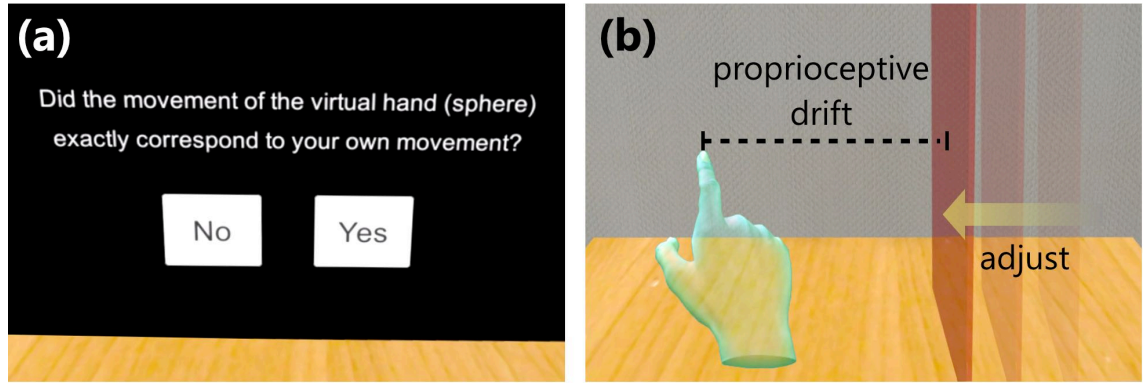 (a)
Did the movement of the virtual hand (sphere)
exactly correspond to your own movement?
No
Yes
(b)
proprioceptive
drift
adjust